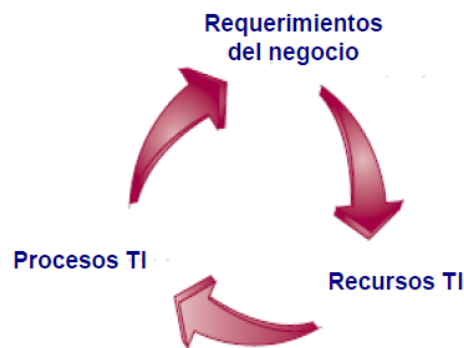 Requerimientos
del negocio
Procesos TI
Recursos TI